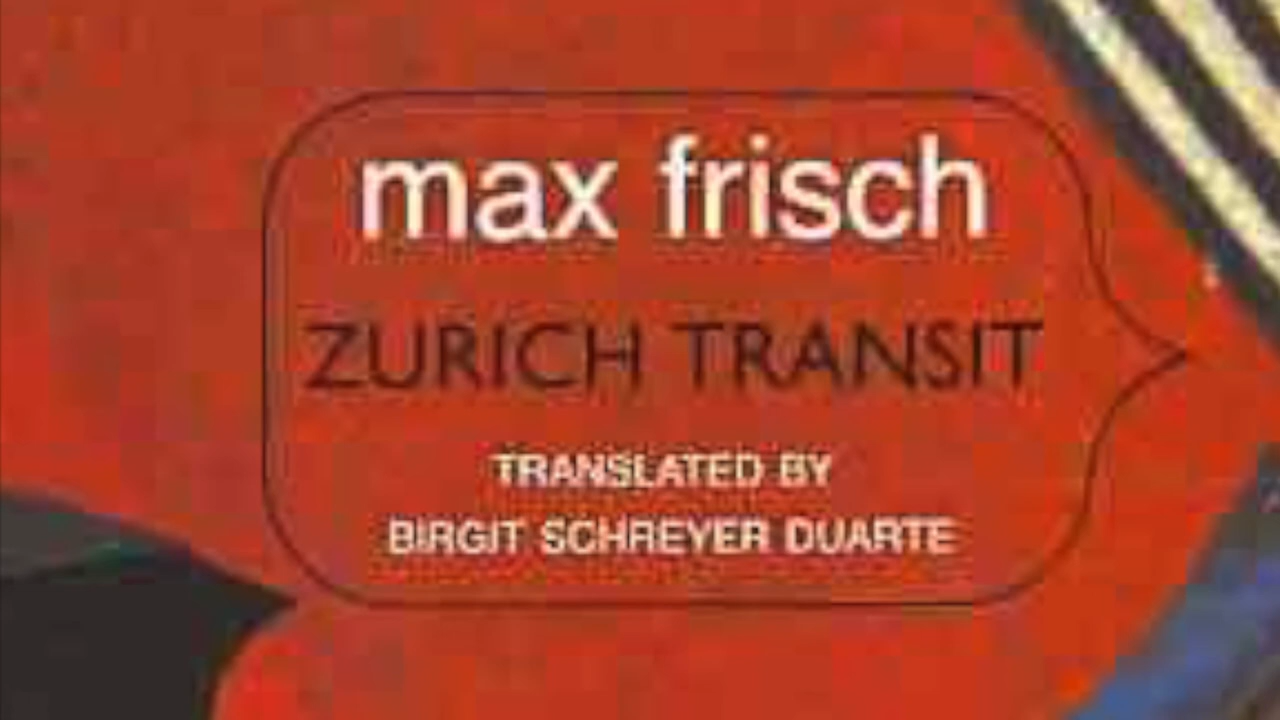 max frisch
ZURICH TRANSIT
TRANSLATED BY
BIRGIT SCHREYER DUARTE